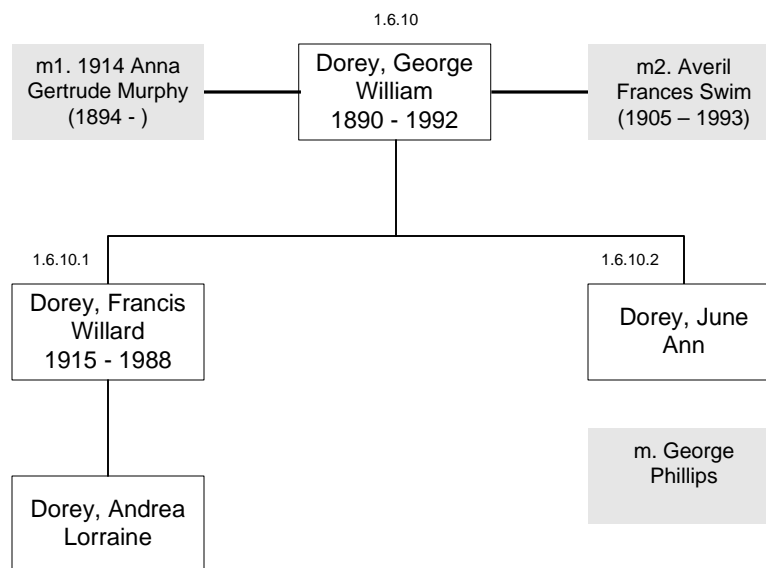 1.6.10
m1. 1914 Anna
Gertrude Murphy
(1894 - )
Dorey, George
William
1890 - 1992
m2. Averil
Frances Swim
(1905 – 1993)
1.6.10.1
Dorey, Francis
Willard
1915 - 1988
1.6.10.2
Dorey, June
Ann
m. George
Phillips
Dorey, Andrea
Lorraine